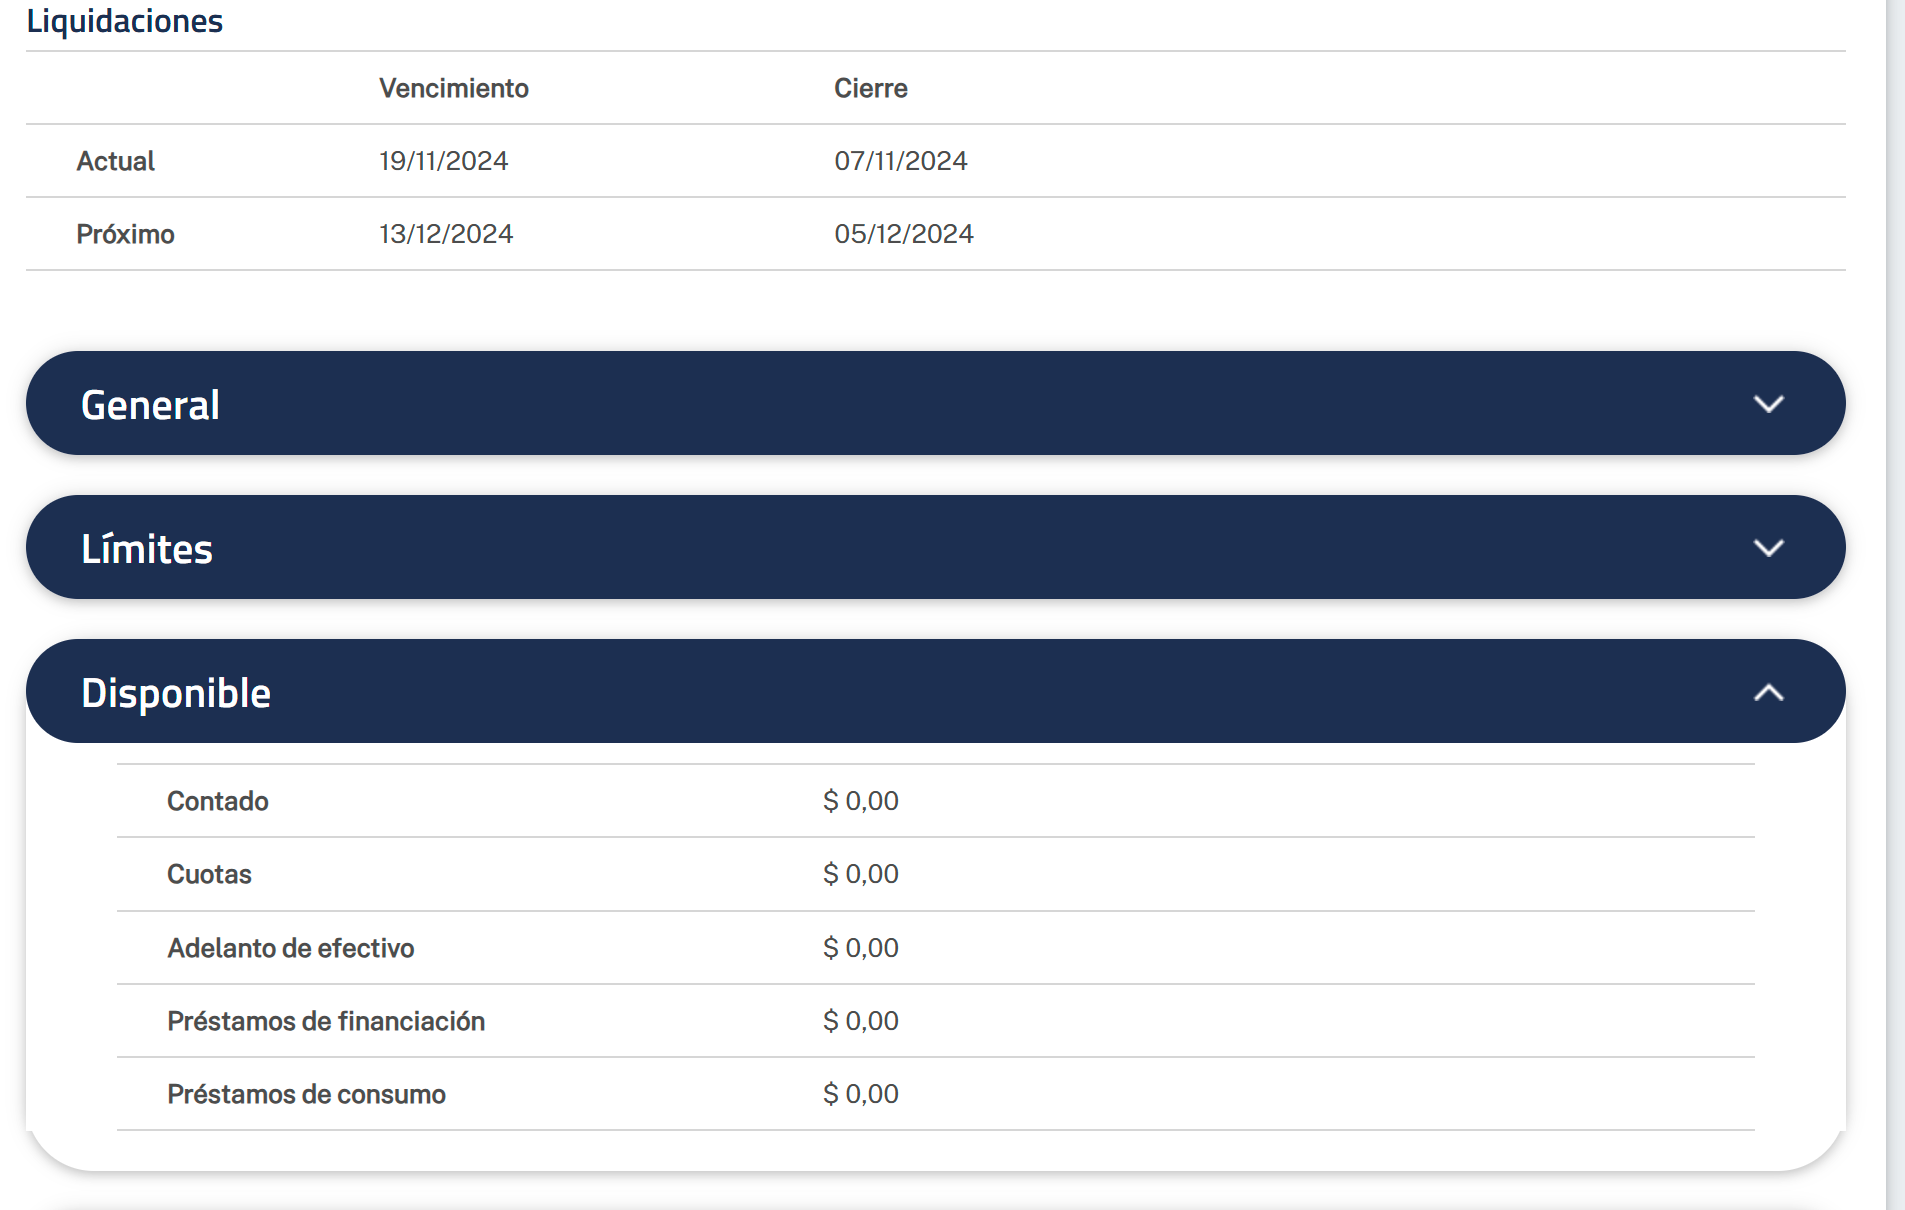 Liquidaciones
Vencimiento Cierre
Actual 19/11/2024 07/11/2024
Próximo 13/12/2024 05/12/2024
General
Límites
Disponible
Contado $ 0,00
Cuotas $ 0,00
Adelanto de efectivo $ 0,00
Préstamos de financiación $ 0,00
Préstamos de consumo $ 0,00